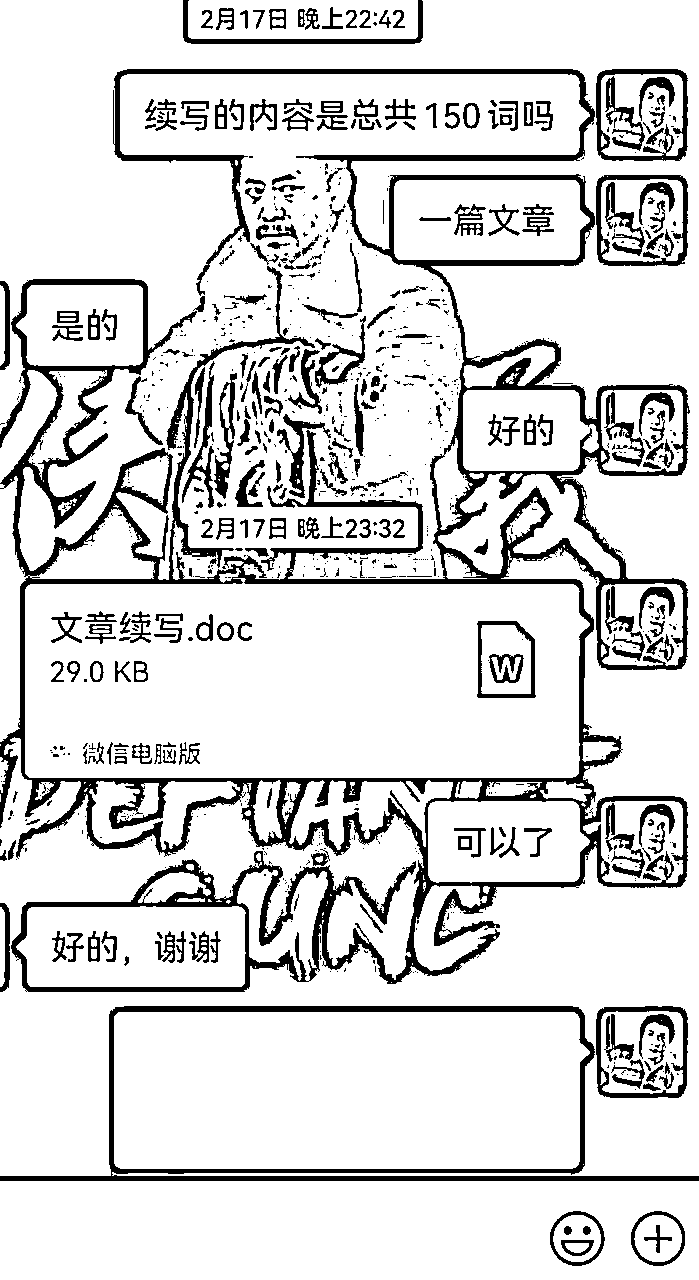 2月17日 晚上22:42
续写的内容是总共150词吗
一篇文章
是的
好的
2月17日 晚上23:32
文章续写.doc
29.0 KB
W
微信电脑版
可以了
好的，谢谢